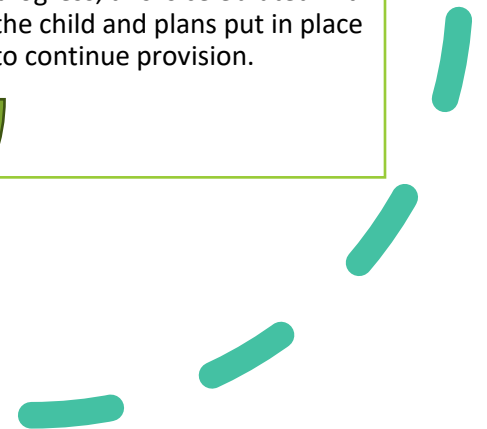 the child and plans put in place
to continue provision.